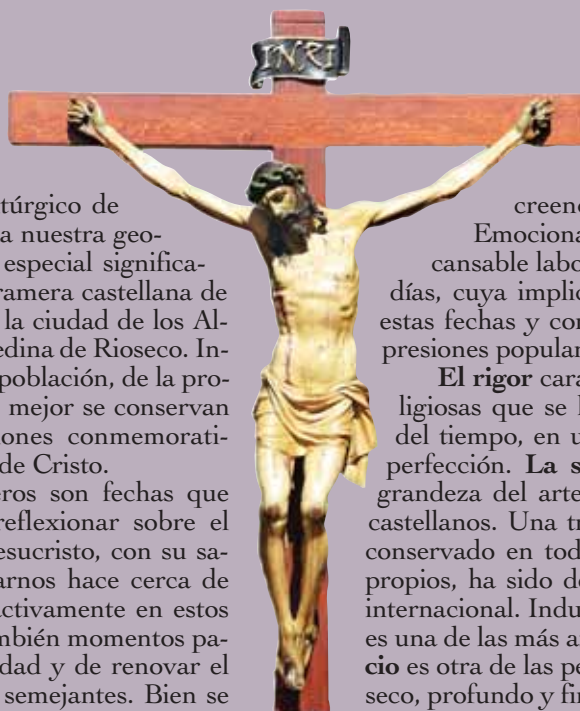 INRI
túrgico de
a nuestra geo-
especial significa-
ramera castellana de
la ciudad de los Al-
edina de Rioseco. In-
población, de la pro-
mejor se conservan
iones conmemorati-
de Cristo.
eros son fechas que
reflexionar sobre el
esucristo, con su sa-
arnos hace cerca de
activamente en estos
mbién momentos pa-
dad y de renovar el
semejantes. Bien se
creenc
Emociona
cansable labo
días, cuya implic
estas fechas y con
presiones popular
El rigor cara
ligiosas que se l
del tiempo, en u
perfección. La s
grandeza del arte
castellanos. Una tr
conservado en tod
propios, ha sido de
internacional. Indu
es una de las más a
cio es otra de las pe
seco, profundo y fir